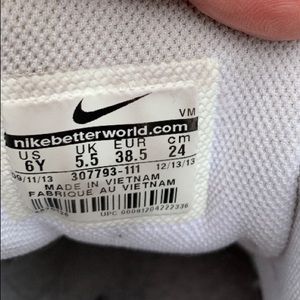 VM
nikebetterworld.com
US UK EUR cm
6Y 5.5 38.5 24
09/11/13 307793-111 12/13/13
MADE IN VIETNAM
FABRIQUE AU VIETNAM
UPC 00091204222336